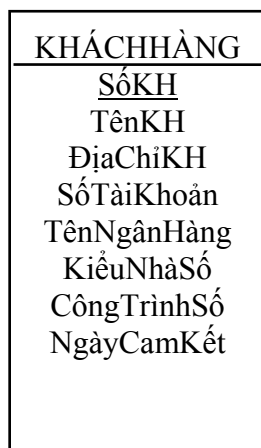 KHÁCHHÀNG
SốKH
TênKH
ĐịaChỉKH
SốTàiKhoản
TênNgânHàng
KiểuNhàSố
CôngTrìnhSố
NgàyCamKết